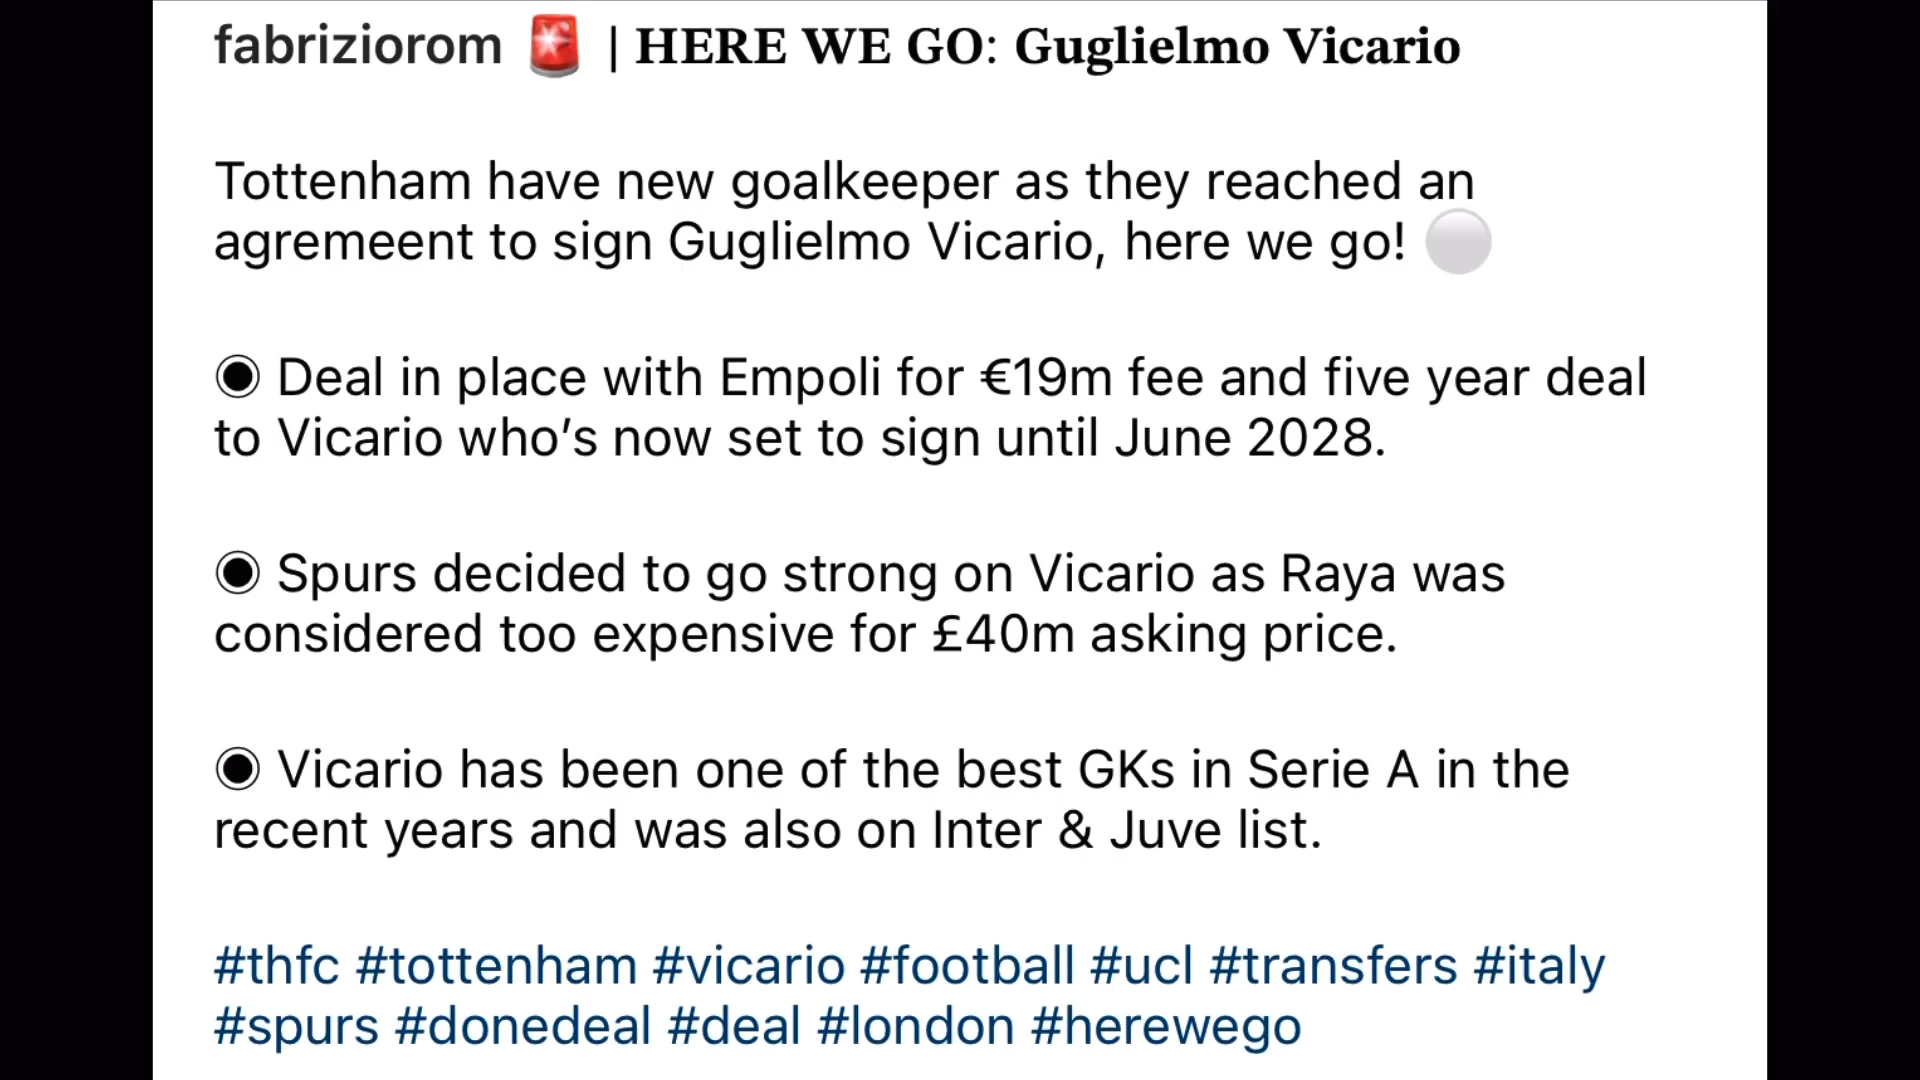 fabriziorom 🚨 | HERE WE GO: Guglielmo Vicario
Tottenham have new goalkeeper as they reached an
agremeent to sign Guglielmo Vicario, here we go! ⚪
◉ Deal in place with Empoli for €19m fee and five year deal
to Vicario who’s now set to sign until June 2028.
◉ Spurs decided to go strong on Vicario as Raya was
considered too expensive for £40m asking price.
◉ Vicario has been one of the best GKs in Serie A in the
recent years and was also on Inter & Juve list.
#thfc #tottenham #vicario #football #ucl #transfers #italy
#spurs #donedeal #deal #london #herewego